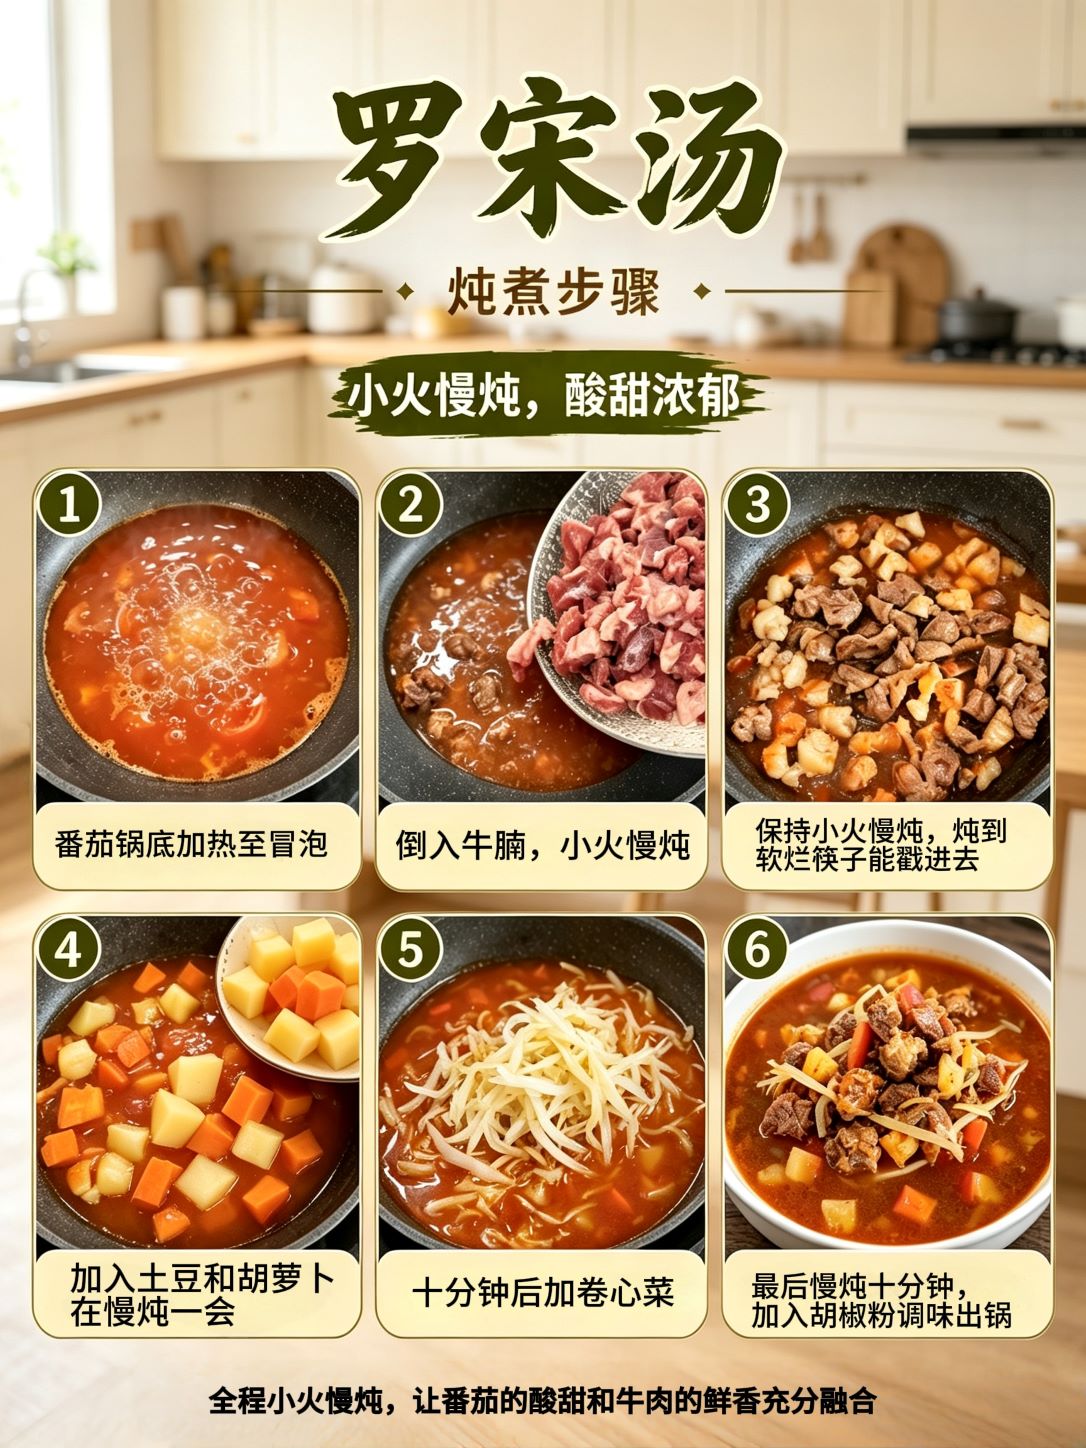 罗宋汤
炖煮步骤
小火慢炖，酸甜浓郁
1
番茄锅底加热至冒泡
2
倒入牛腩，小火慢炖
3
保持小火慢炖，炖到
软烂筷子能戳进去
4
加入土豆和胡萝卜
在慢炖一会
5
十分钟后加卷心菜
6
最后慢炖十分钟，
加入胡椒粉调味出锅
全程小火慢炖，让番茄的酸甜和牛肉的鲜香充分融合